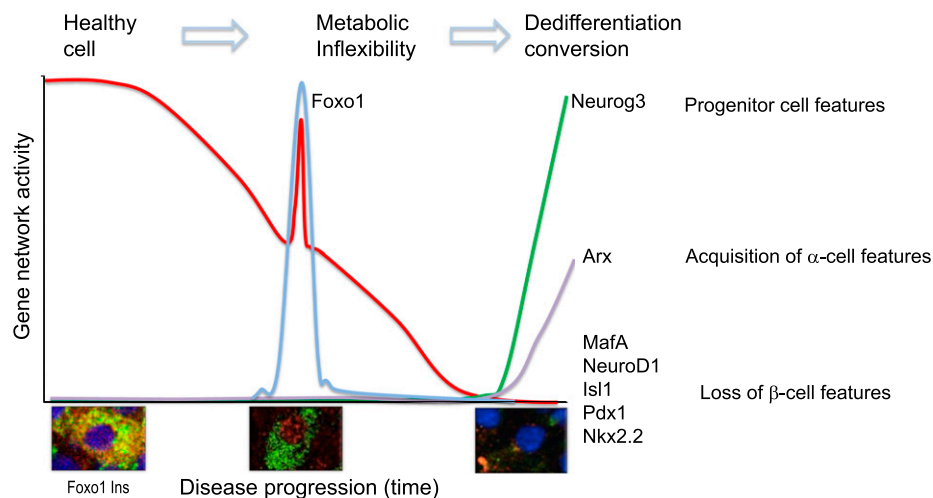 Healthy
cell
Metabolic
Inflexibility
Dedifferentiation
conversion
Gene network activity
Foxo1
Neurog3
Progenitor cell features
Arx
Acquisition of α-cell features
MafA
NeuroD1
Isl1
Pdx1
Nkx2.2
Loss of β-cell features
Foxo1 Ins
Disease progression (time)